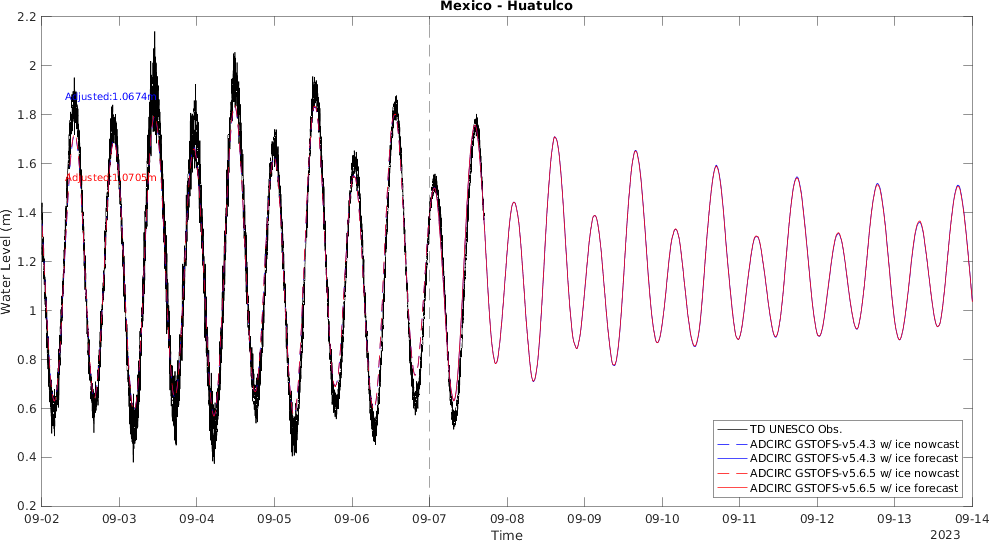 Mexico - Huatulco
2.2
2
1.8
1.6
1.4
1.2
1
0.8
0.6
0.4
0.2
Water Level (m)
Adjusted:1.0674m
Adjusted:1.0705m
TD UNESCO Obs.
ADCIRC GSTOFS-v5.4.3 w/ ice nowcast
ADCIRC GSTOFS-v5.4.3 w/ ice forecast
ADCIRC GSTOFS-v5.6.5 w/ ice nowcast
ADCIRC GSTOFS-v5.6.5 w/ ice forecast
09-02 09-03 09-04 09-05 09-06 09-07 09-08 09-09 09-10 09-11 09-12 09-13 09-14
Time
2023